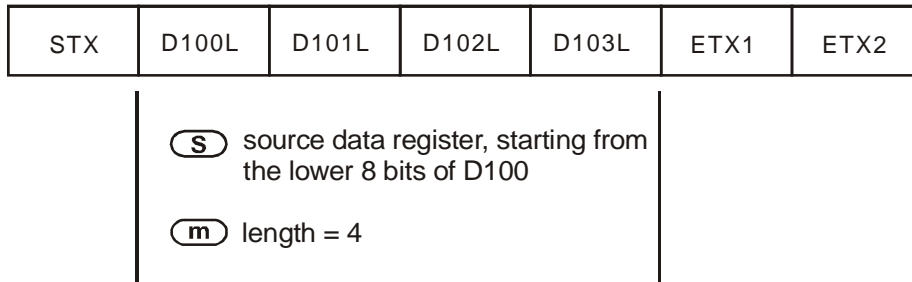 STX D100L D101L D102L D103L ETX1 ETX2
S source data register, starting from
the lower 8 bits of D100
m length = 4